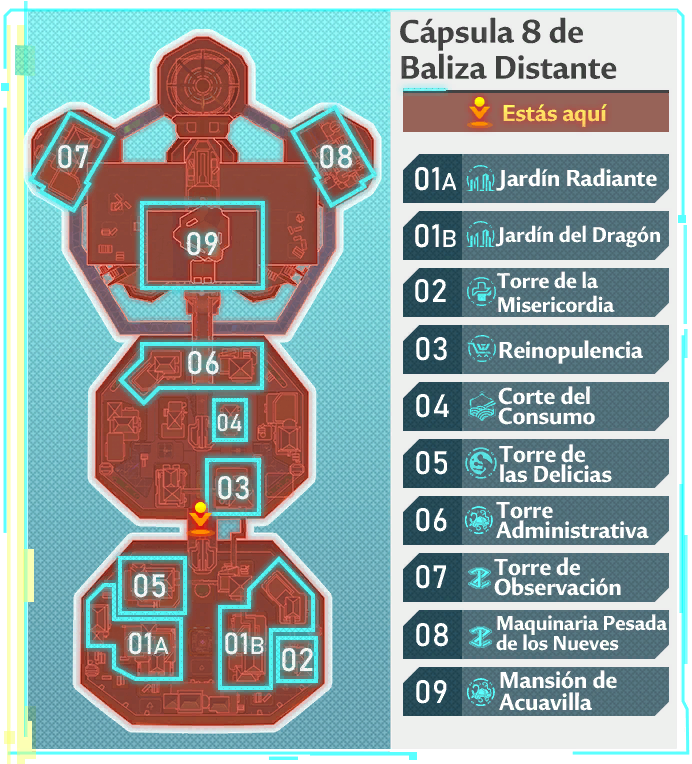 Cápsula 8 de
Baliza Distante
Estás aquí
01A Jardín Radiante
01B Jardín del Dragón
02 Torre de la
Misericordia
03 Reinopulencia
04 Corte del
Consumo
05 Torre de
las Delicias
06 Torre
Administrativa
07 Torre de
Observación
08 Maquinaria Pesada
de los Nueves
09 Mansión de
Acuavilla
07
08
09
06
04
03
05
01A
01B
02